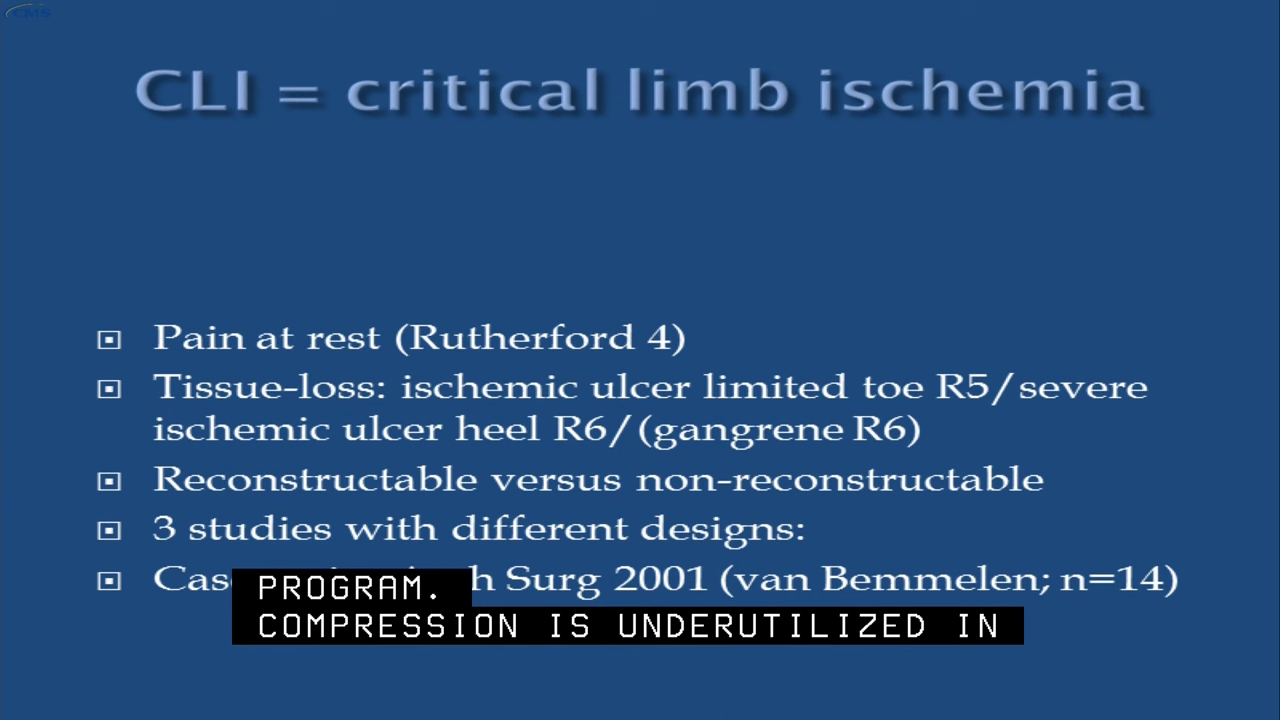 CMS
CLI = critical limb ischemia
Pain at rest (Rutherford 4)
Tissue-loss: ischemic ulcer limited toe R5/severe
ischemic ulcer heel R6/(gangrene R6)
Reconstructable versus non-reconstructable
3 studies with different designs:
Surg 2001 (van Bemmelen; n=14)
PROGRAM.
COMPRESSION IS UNDERUTILIZED IN